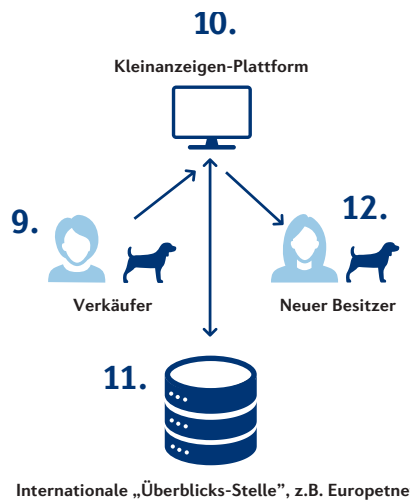 10.
Kleinanzeigen-Plattform
9.
12.
Verkäufer
Neuer Besitzer
11.
Internationale „Überblicks-Stelle”, z.B. Europetne